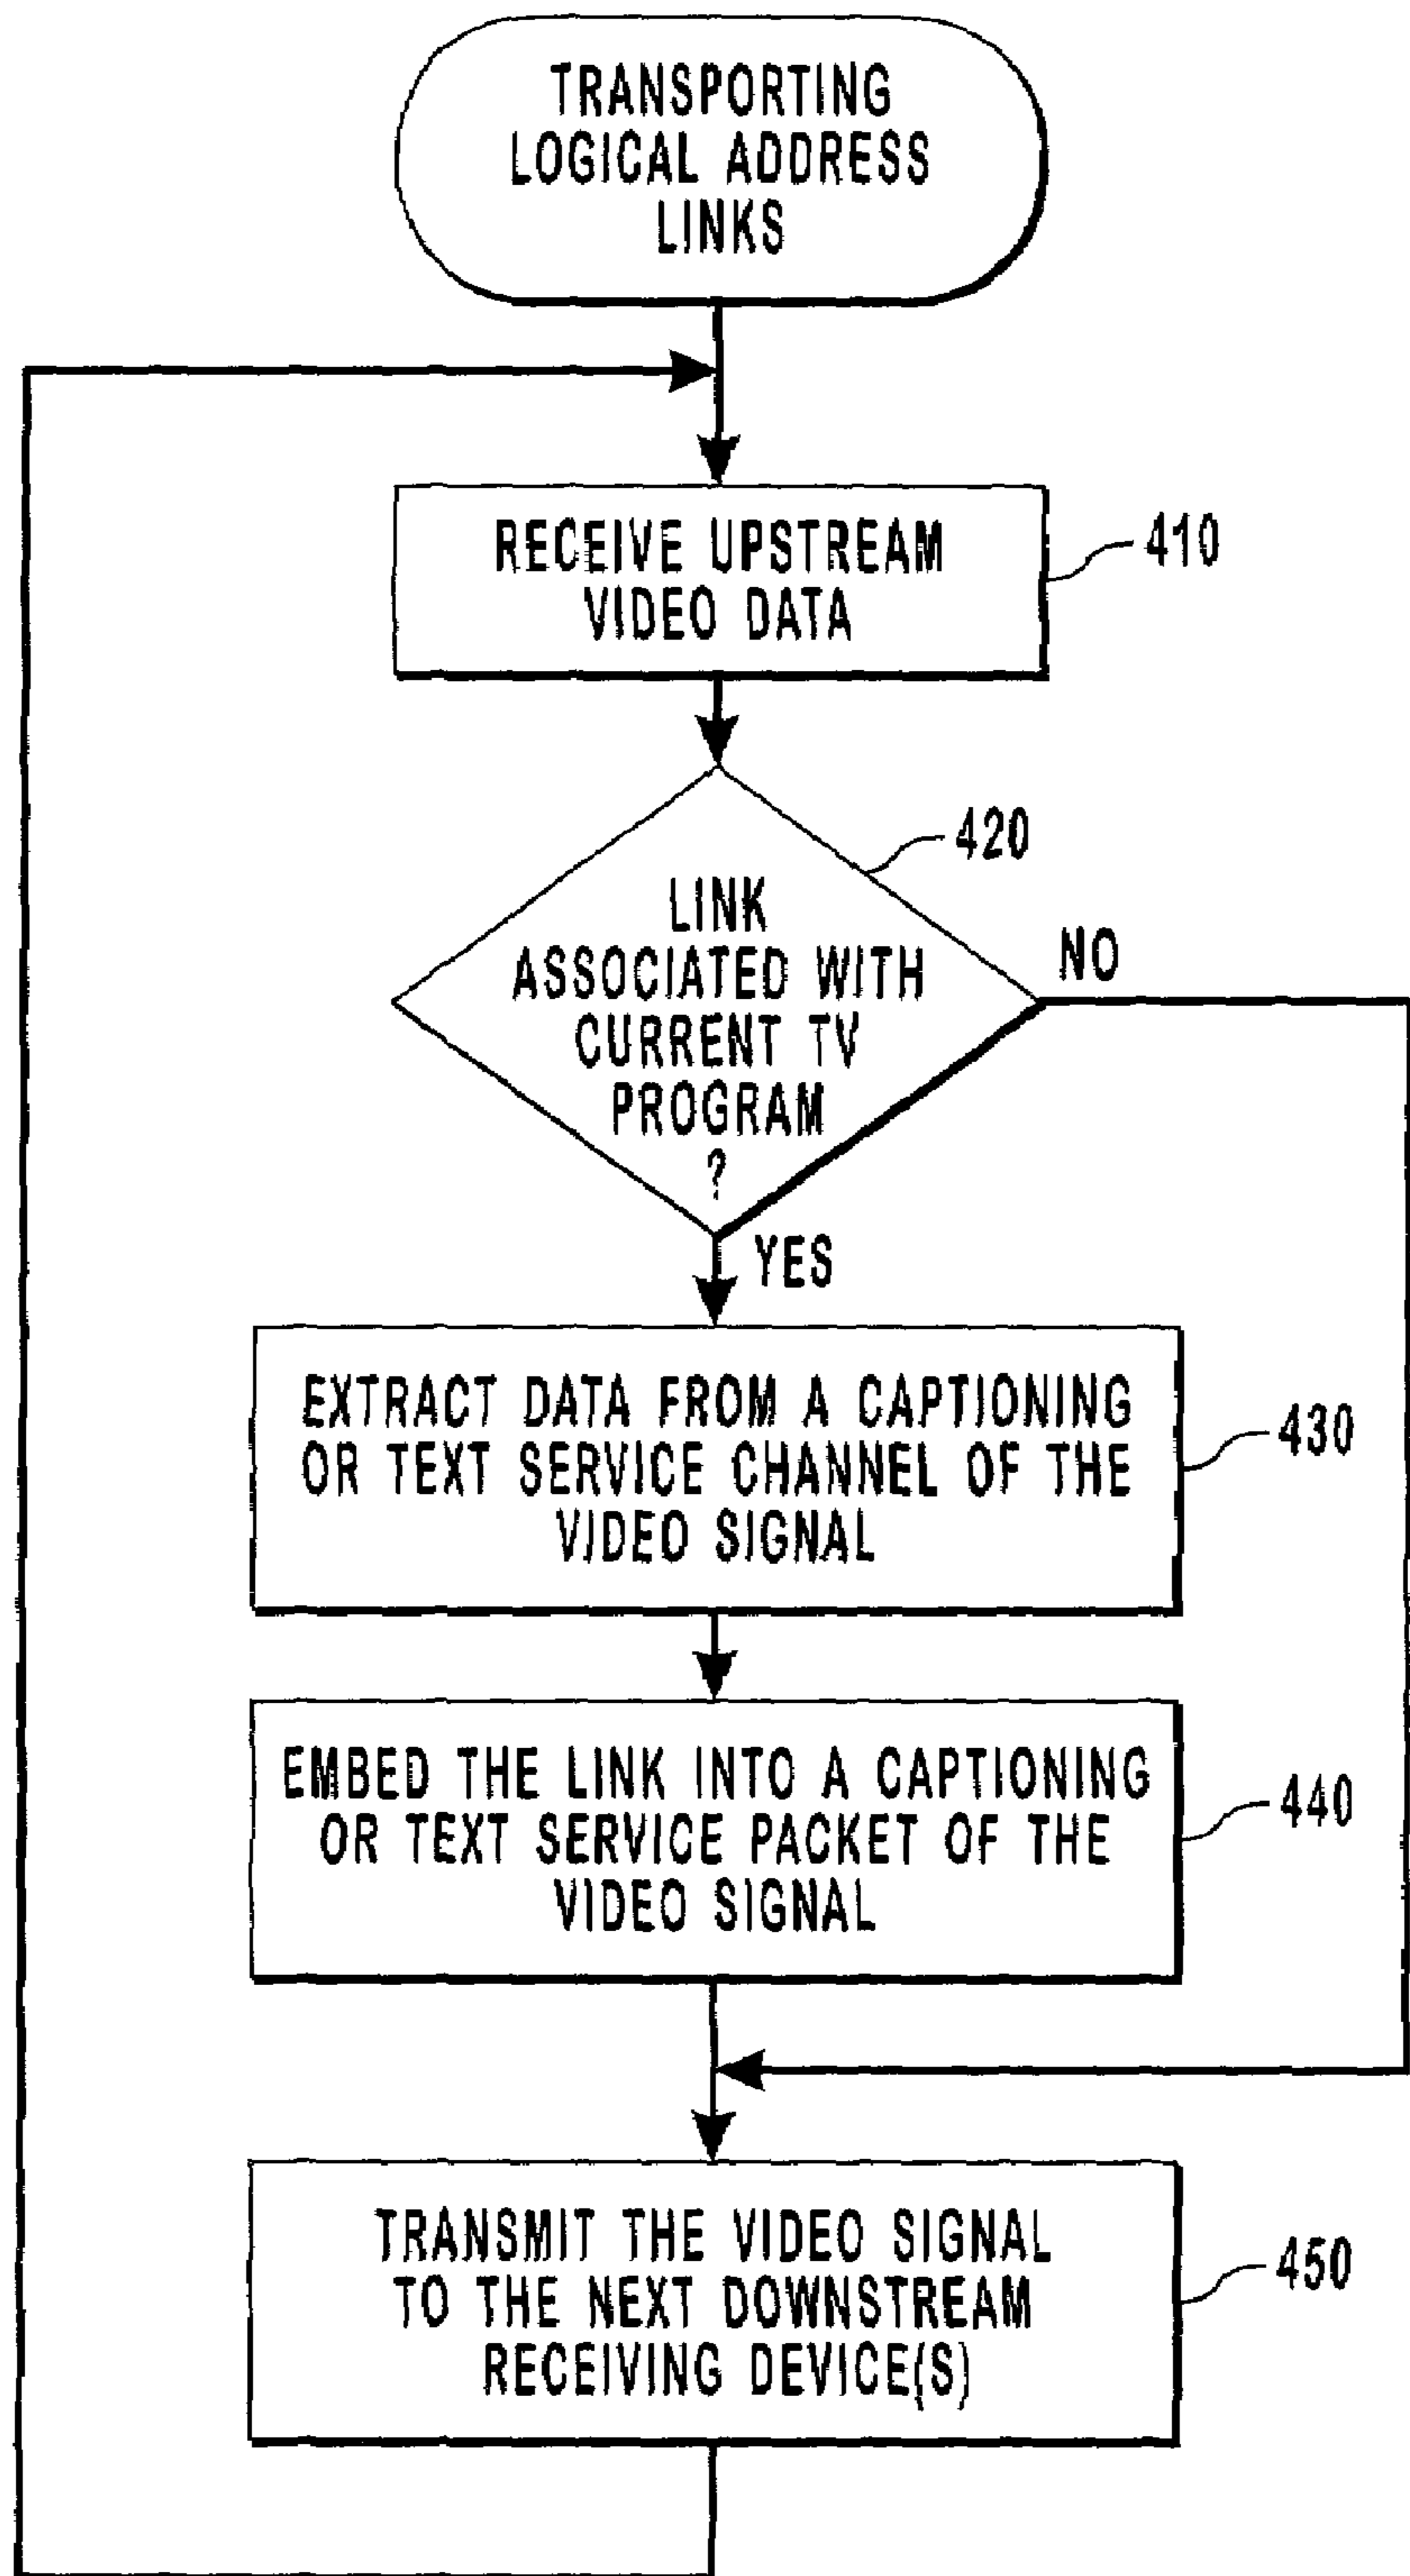 TRANSPORTING
LOGICAL ADDRESS
LINKS
RECEIVE UPSTREAM
VIDEO DATA
410
420
LINK
ASSOCIATED WITH
CURRENT TV
PROGRAM
?
NO
YES
EXTRACT DATA FROM A CAPTIONING
OR TEXT SERVICE CHANNEL OF THE
VIDEO SIGNAL
430
EMBED THE LINK INTO A CAPTIONING
OR TEXT SERVICE PACKET OF THE
VIDEO SIGNAL
440
TRANSMIT THE VIDEO SIGNAL
TO THE NEXT DOWNSTREAM
RECEIVING DEVICE(S)
450